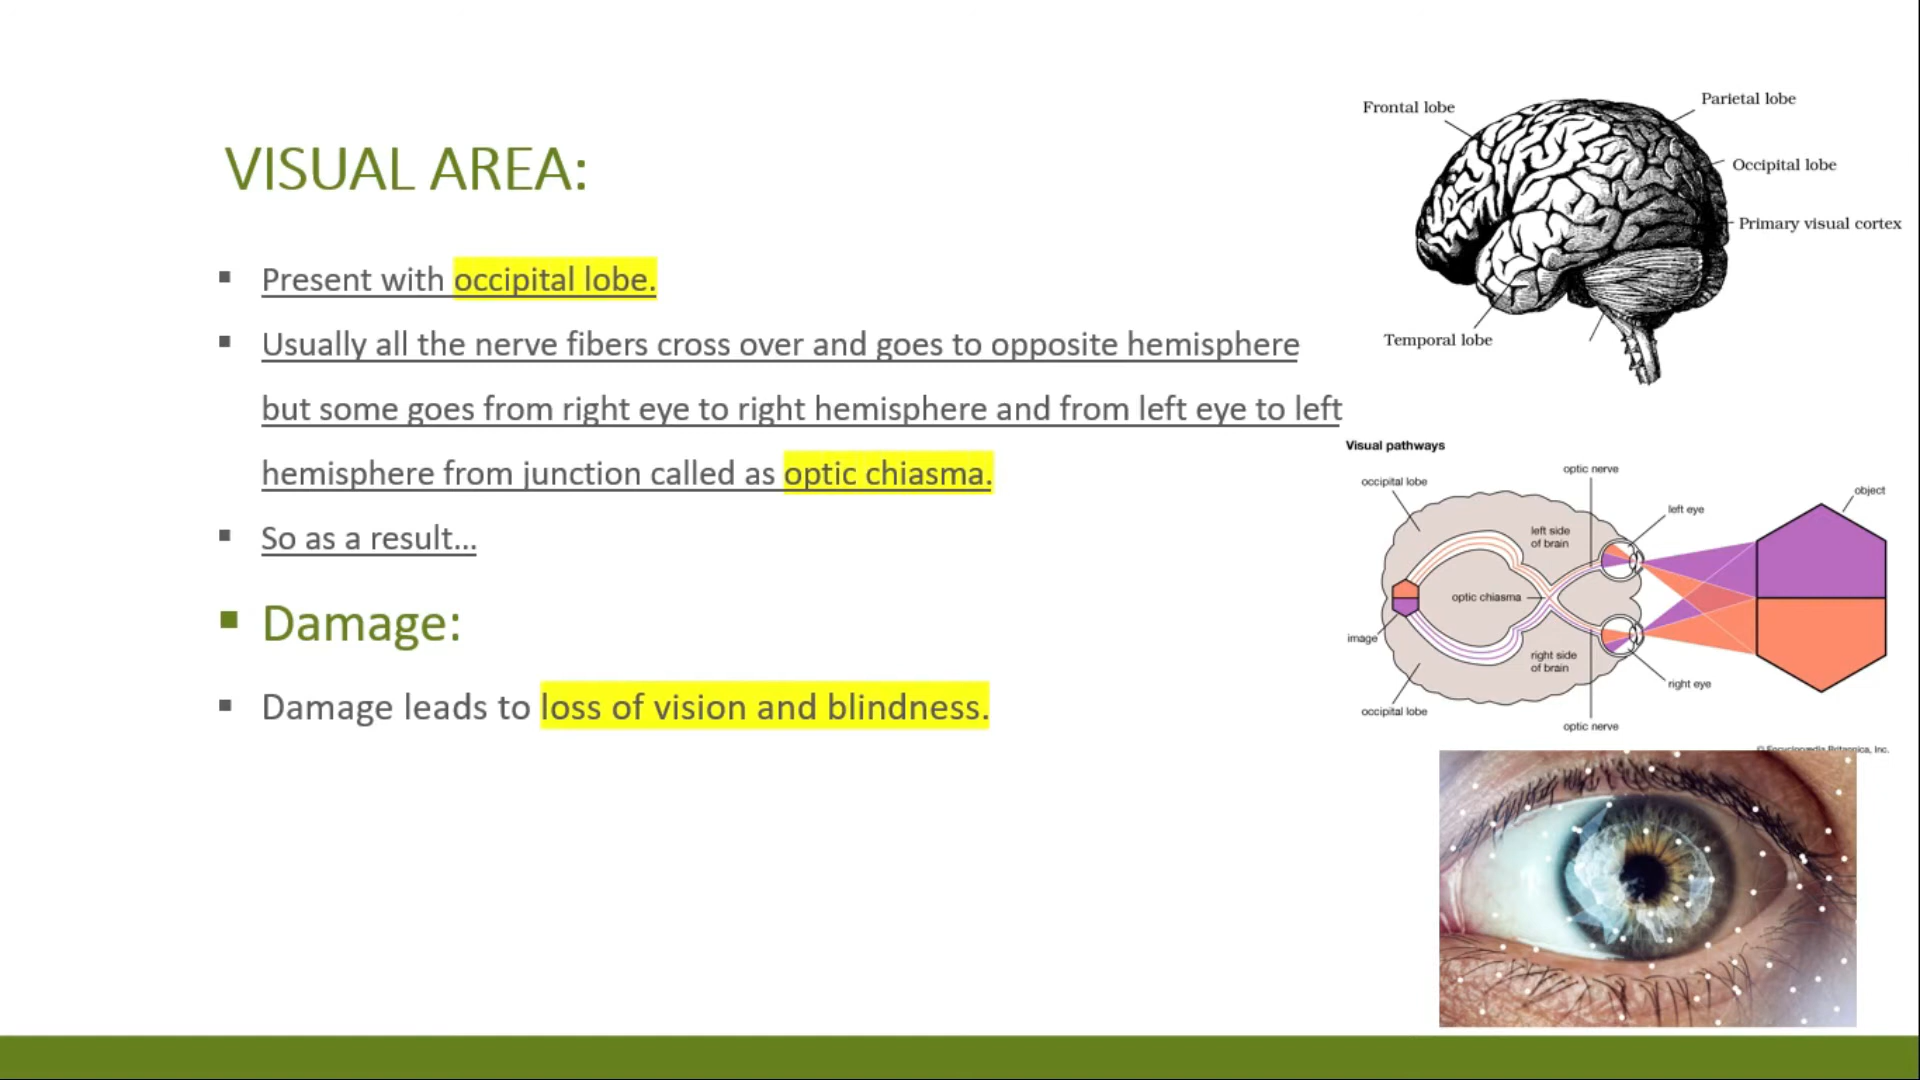 VISUAL AREA:
▪ Present with occipital lobe.
▪ Usually all the nerve fibers cross over and goes to opposite hemisphere
but some goes from right eye to right hemisphere and from left eye to left
hemisphere from junction called as optic chiasma.
▪ So as a result...
▪ Damage:
▪ Damage leads to loss of vision and blindness.
Frontal lobe
Parietal lobe
Occipital lobe
Primary visual cortex
Temporal lobe
Visual pathways
optic nerve
occipital lobe
object
left eye
left side
of brain
optic chiasma
image
right side
of brain
right eye
occipital lobe
optic nerve
© Encyclopædia Britannica, Inc.